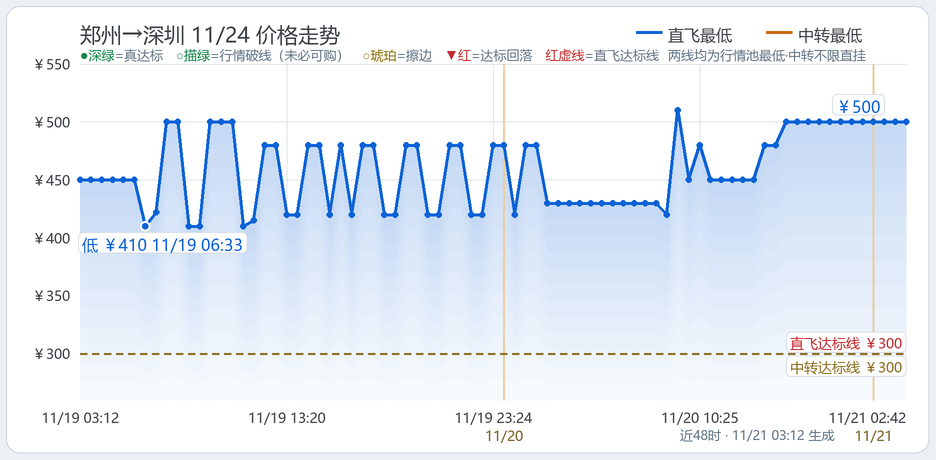 郑州→深圳 11/24 价格走势
直飞最低 中转最低
●深绿=真达标 ○描绿=行情破线（未必可购） ○琥珀=擦边 ▼红=达标回落 红虚线=直飞达标线 两线均为行情池最低·中转不限直挂
¥550
¥500
¥500
¥450
¥400
低 ¥410 11/19 06:33
¥350
¥300
直飞达标线 ¥300
中转达标线 ¥300
11/19 03:12 11/19 13:20 11/19 23:24 11/20 10:25 11/21 02:42
11/20 近48时 · 11/21 03:12 生成 11/21